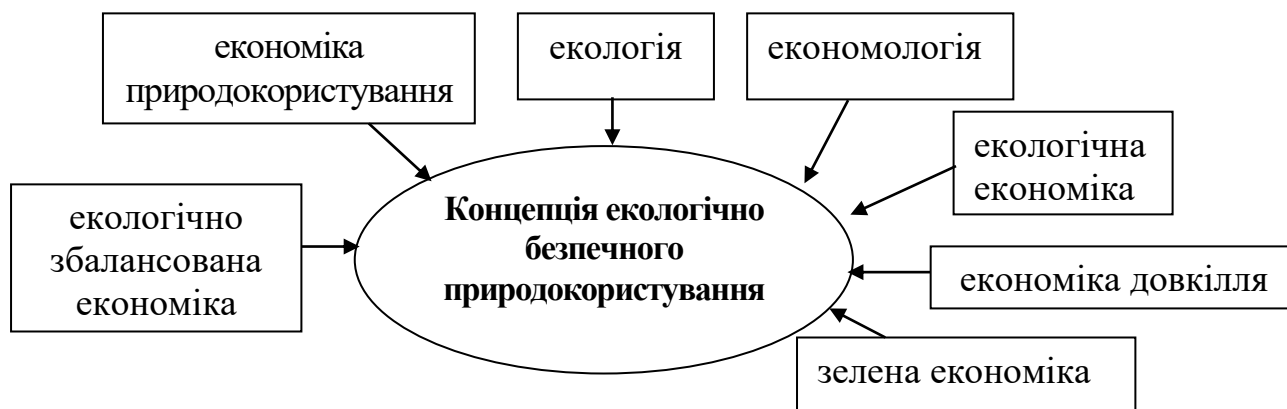 економіка
природокористування
екологія
економологія
екологічна
економіка
Концепція екологічно
безпечного
природокористування
екологічно
збалансована
економіка
економіка довкілля
зелена економіка